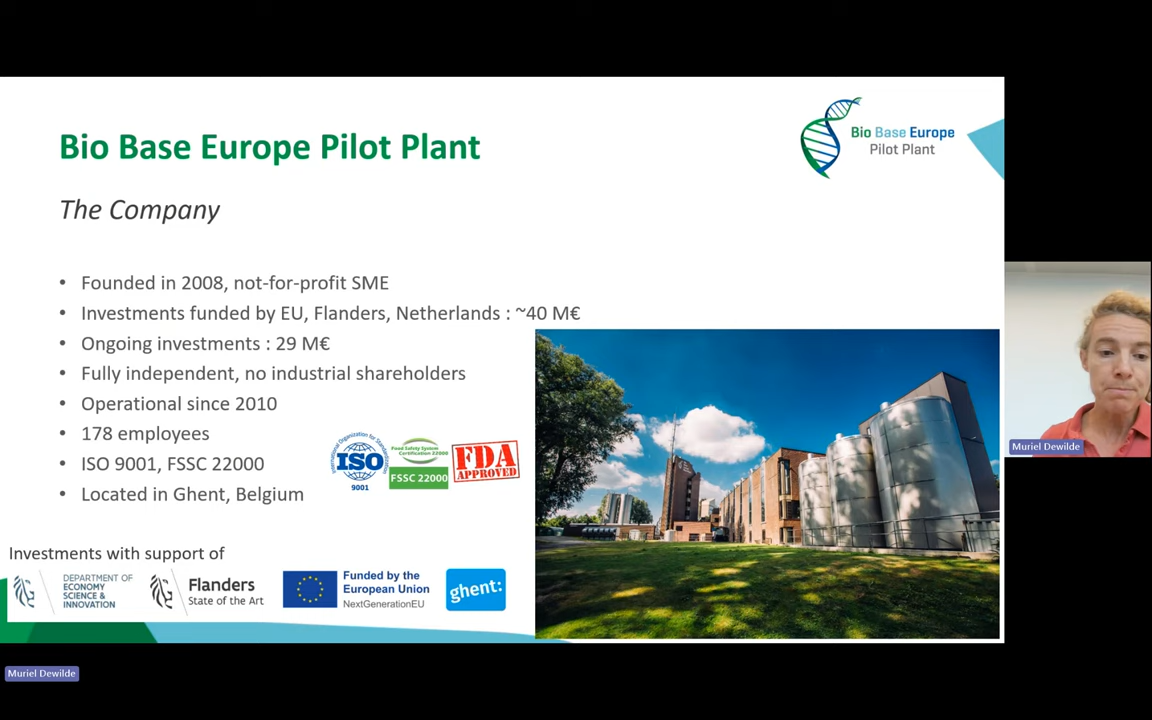 Bio Base Europe Pilot Plant
Bio Base Europe
Pilot Plant
The Company
• Founded in 2008, not-for-profit SME
• Investments funded by EU, Flanders, Netherlands : ~40 M€
• Ongoing investments : 29 M€
• Fully independent, no industrial shareholders
• Operational since 2010
• 178 employees
• ISO 9001, FSSC 22000
• Located in Ghent, Belgium
International Organization for Standardization
ISO
9001
Food Safety System
Certification 22000
FSSC 22000
FDA
APPROVED
Muriel Dewilde
Investments with support of
DEPARTMENT OF
ECONOMY
SCIENCE &
INNOVATION
Flanders
State of the Art
Funded by the
European Union
NextGenerationEU
ghent:
Muriel Dewilde